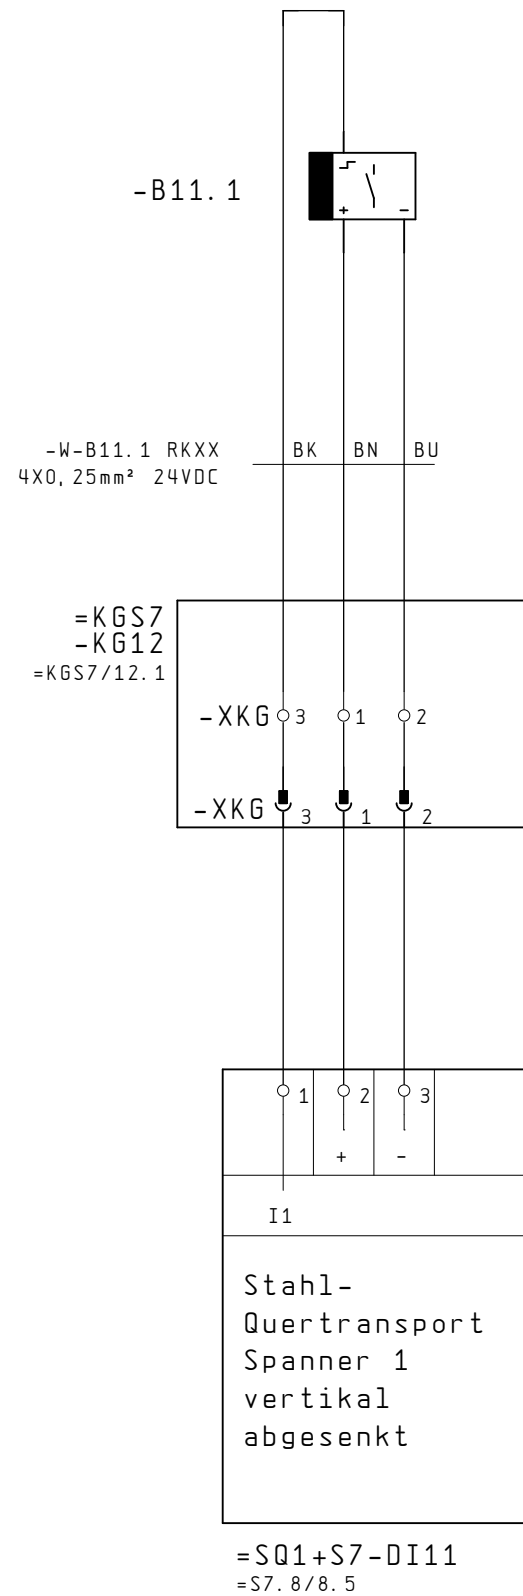 -B11.1
+ -
-W-B11.1 RKXX BK BN BU
4X0,25mm² 24VDC
=KGS7
-KG12
=KGS7/12.1
-XKG 3 1 2
-XKG 3 1 2
1 2 3
+ -
I1
Stahl-
Quertransport
Spanner 1
vertikal
abgesenkt
=SQ1+S7-DI11
=S7.8/8.5